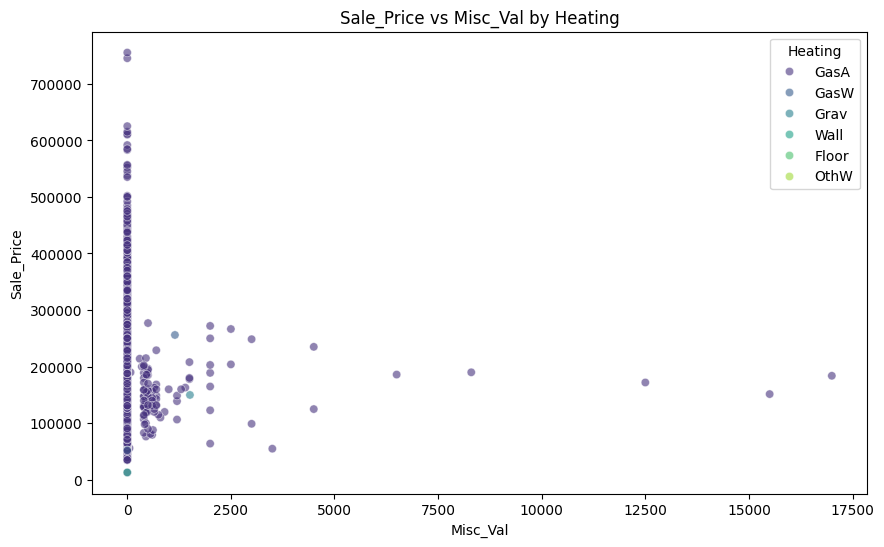 Sale_Price vs Misc_Val by Heating
Heating
GasA
GasW
Grav
Wall
Floor
OthW
Sale_Price
700000
600000
500000
400000
300000
200000
100000
0
0
2500
5000
7500
10000
12500
15000
17500
Misc_Val